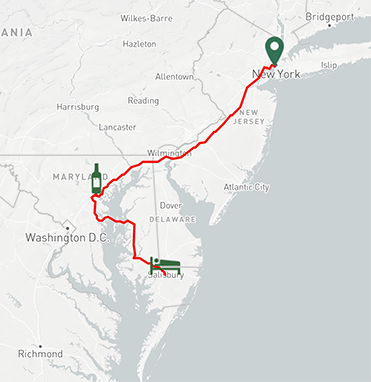 Bridgeport
ANIA
Wilkes-Barre
Hazleton
New York
Islip
Allentown
Reading
Harrisburg
NEW
JERSEY
Lancaster
Wilmington
MARYLAND
Atlantic City
Dover
DELAWARE
Washington D.C.
Salisbury
Richmond